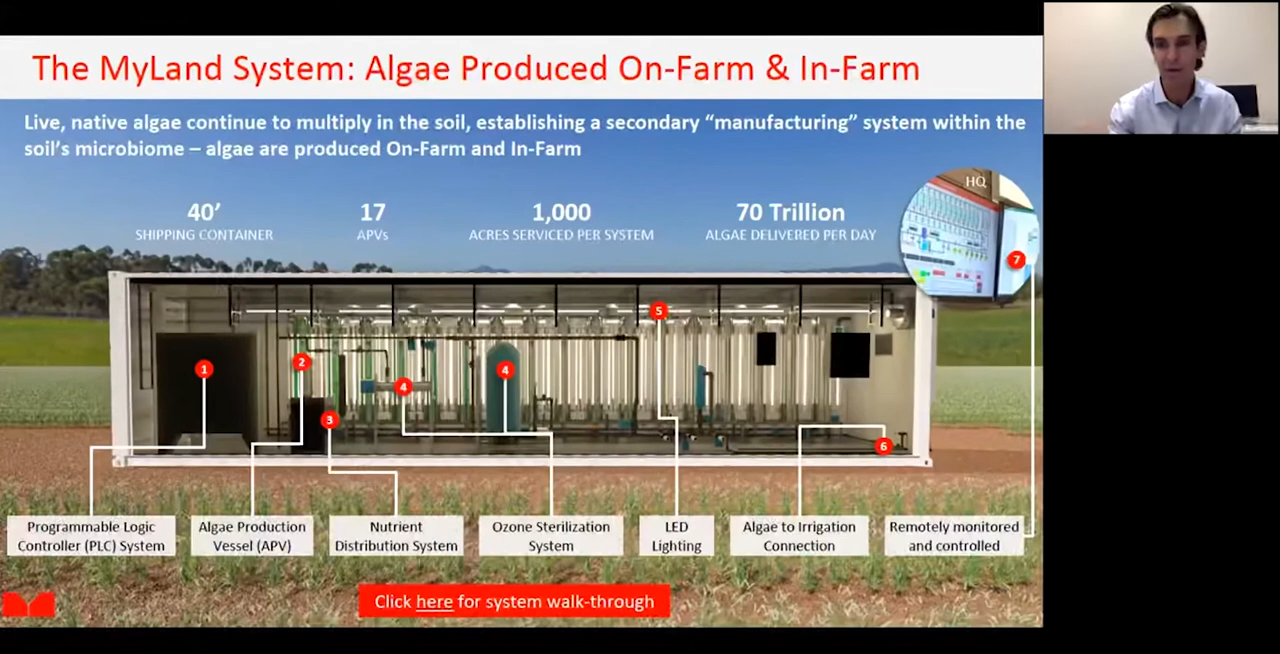 The MyLand System: Algae Produced On-Farm & In-Farm
Live, native algae continue to multiply in the soil, establishing a secondary “manufacturing” system within the
soil’s microbiome – algae are produced On-Farm and In-Farm
40’
SHIPPING CONTAINER
17
APVs
1,000
ACRES SERVICED PER SYSTEM
70 Trillion
ALGAE DELIVERED PER DAY
HQ
7
5
1
2
4
4
3
6
Programmable Logic
Controller (PLC) System
Algae Production
Vessel (APV)
Nutrient
Distribution System
Ozone Sterilization
System
LED
Lighting
Algae to Irrigation
Connection
Remotely monitored
and controlled
Click here for system walk-through